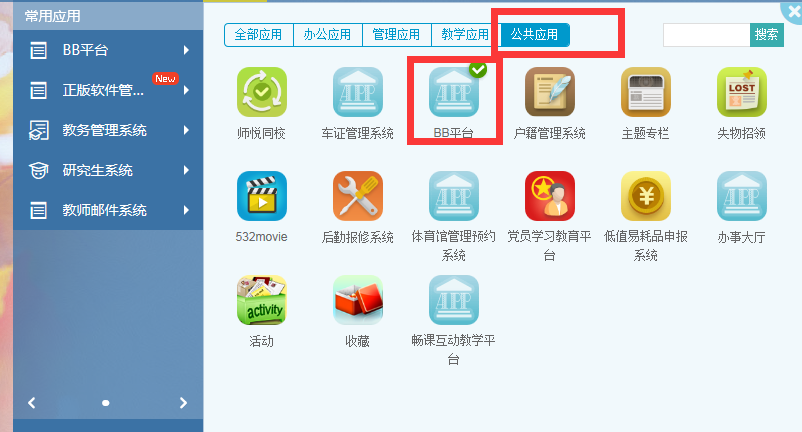 常用应用
BB平台
正版软件管...
New
教务管理系统
研究生系统
教师邮件系统
全部应用
办公应用
管理应用
教学应用
公共应用
搜索
师悦同校
车证管理系统
BB平台
户籍管理系统
主题专栏
LOST
失物招领
532movie
后勤报修系统
体育馆管理预约
系统
党员学习教育平
台
低值易耗品申报
系统
办事大厅
activity
活动
收藏
APP
畅课互动教学平
台